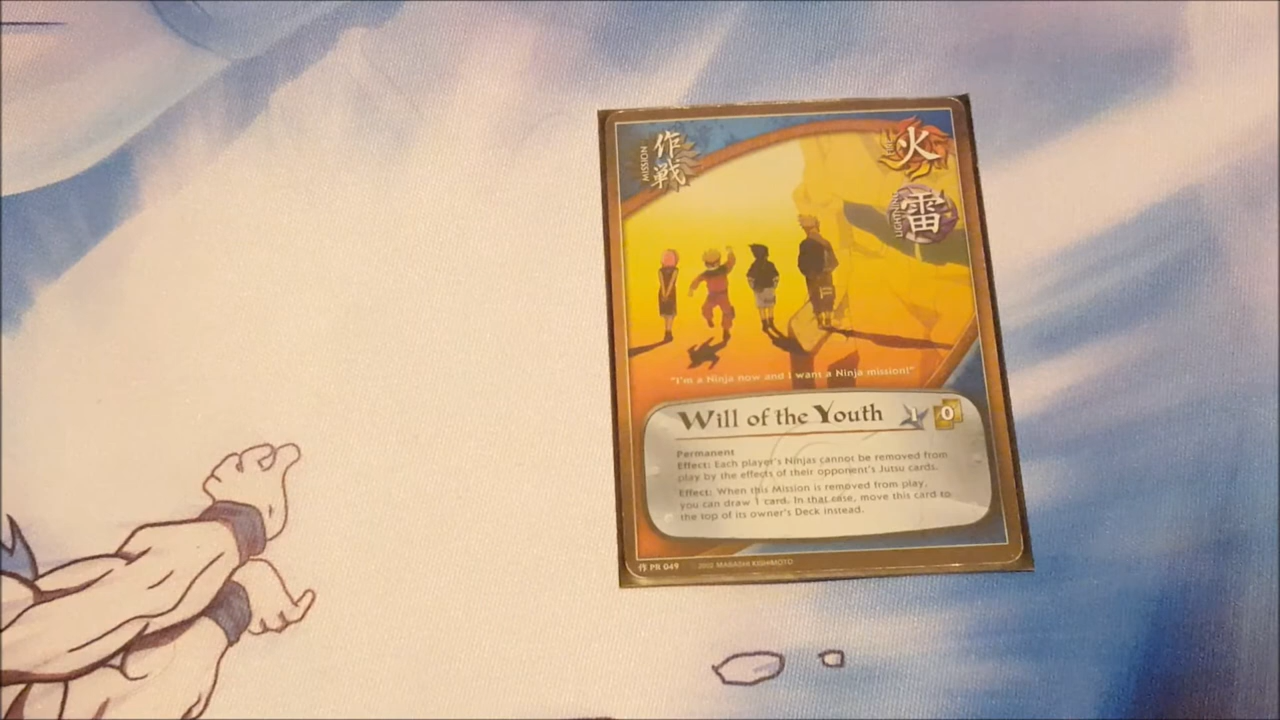 MISSION
作戦
火
LIGHTNING
雷
"I'm a Ninja now and I want a Ninja mission!"
Will of the Youth 1 0
Permanent
Effect: Each player's Ninjas cannot be removed from
play by the effects of their opponent's Jutsu cards.
Effect: When this Mission is removed from play,
you can draw 1 card. In that case, move this card to
the top of its owner's Deck instead.
作 PR 049 ©2002 MASASHI KISHIMOTO